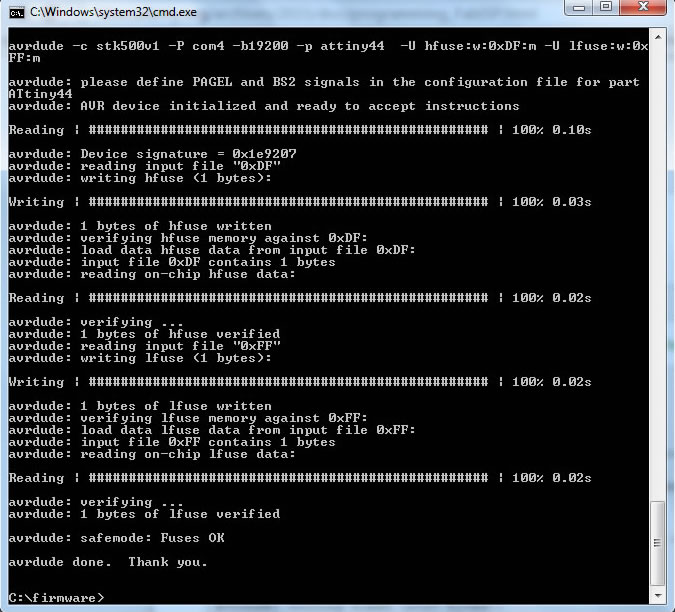 C:\Windows\system32\cmd.exe
avrdude -c stk500v1 -P com4 -b19200 -p attiny44  -U hfuse:w:0xDF:m -U lfuse:w:0x
FF:m
avrdude: please define PAGEL and BS2 signals in the configuration file for part
ATtiny44
avrdude: AVR device initialized and ready to accept instructions
Reading ¦ ################################################## ¦ 100% 0.10s
avrdude: Device signature = 0x1e9207
avrdude: reading input file "0xDF"
avrdude: writing hfuse (1 bytes):
Writing ¦ ################################################## ¦ 100% 0.03s
avrdude: 1 bytes of hfuse written
avrdude: verifying hfuse memory against 0xDF:
avrdude: load data hfuse data from input file 0xDF:
avrdude: input file 0xDF contains 1 bytes
avrdude: reading on-chip hfuse data:
Reading ¦ ################################################## ¦ 100% 0.02s
avrdude: verifying ...
avrdude: 1 bytes of hfuse verified
avrdude: reading input file "0xFF"
avrdude: writing lfuse (1 bytes):
Writing ¦ ################################################## ¦ 100% 0.02s
avrdude: 1 bytes of lfuse written
avrdude: verifying lfuse memory against 0xFF:
avrdude: load data lfuse data from input file 0xFF:
avrdude: input file 0xFF contains 1 bytes
avrdude: reading on-chip lfuse data:
Reading ¦ ################################################## ¦ 100% 0.02s
avrdude: verifying ...
avrdude: 1 bytes of lfuse verified
avrdude: safemode: Fuses OK
avrdude done.  Thank you.
C:\firmware>